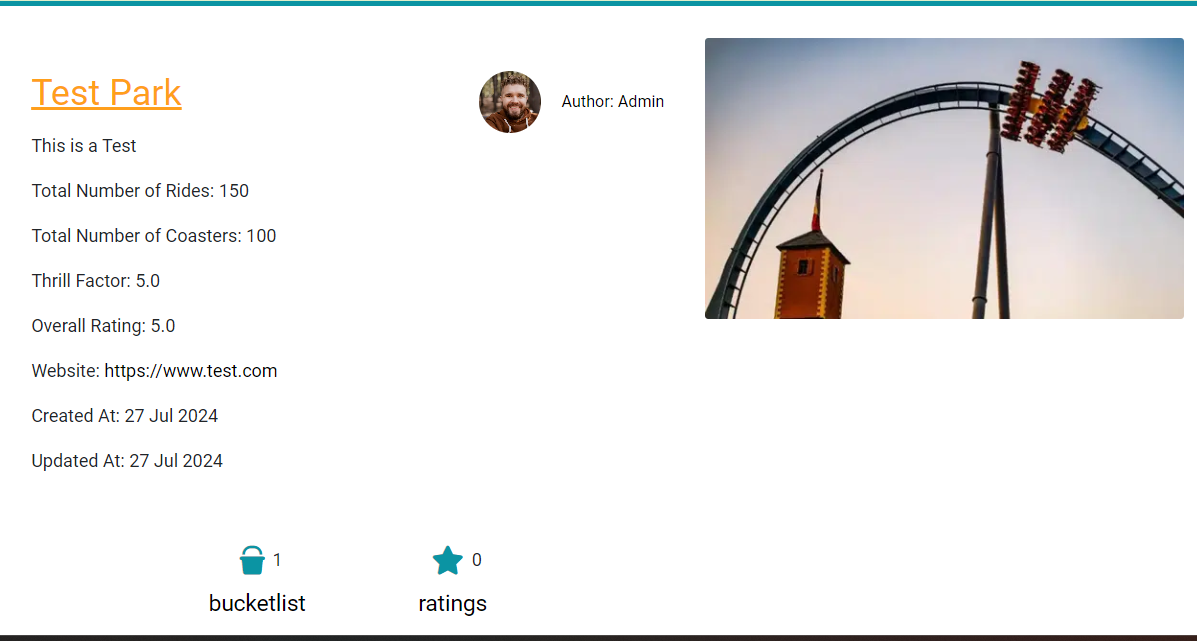 Test Park
Author: Admin
This is a Test
Total Number of Rides: 150
Total Number of Coasters: 100
Thrill Factor: 5.0
Overall Rating: 5.0
Website: https://www.test.com
Created At: 27 Jul 2024
Updated At: 27 Jul 2024
1
bucketlist
0
ratings